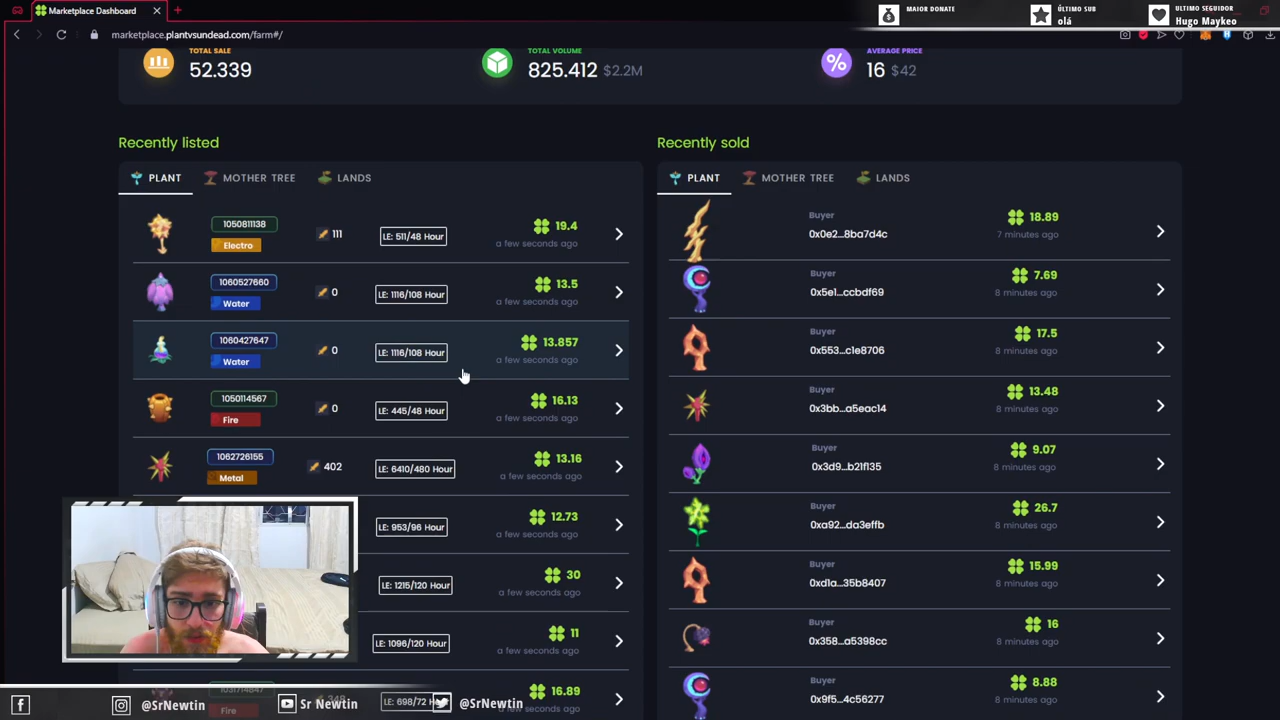 Marketplace Dashboard
MAIOR DONATE
ÚLTIMO SUB
olá
ULTIMO SEGUIDOR
Hugo Maykeo
marketplace.plantvsundead.com/farm#/
TOTAL SALE
52.339
TOTAL VOLUME
825.412 $2.2M
AVERAGE PRICE
16 $42
Recently listed
PLANT MOTHER TREE LANDS
1050811138
Electro
111
LE: 511/48 Hour
19.4
a few seconds ago
1060527660
Water
0
LE: 1116/108 Hour
13.5
a few seconds ago
1060427647
Water
0
LE: 1116/108 Hour
13.857
a few seconds ago
1050114567
Fire
0
LE: 445/48 Hour
16.13
a few seconds ago
1062726155
Metal
402
LE: 6410/480 Hour
13.16
a few seconds ago
LE: 953/96 Hour
12.73
a few seconds ago
LE: 1215/120 Hour
30
a few seconds ago
LE: 1096/120 Hour
11
a few seconds ago
Fire
LE: 698/72
16.89
Recently sold
PLANT MOTHER TREE LANDS
Buyer
0x0e2...8ba7d4c
18.89
7 minutes ago
Buyer
0x5e1...ccbdf69
7.69
8 minutes ago
Buyer
0x553...c1e8706
17.5
8 minutes ago
Buyer
0x3bb...a5eac14
13.48
8 minutes ago
Buyer
0x3d9...b21f135
9.07
8 minutes ago
Buyer
0xa92...da3effb
26.7
8 minutes ago
Buyer
0xd1a...35b8407
15.99
8 minutes ago
Buyer
0x358...a5398cc
16
8 minutes ago
Buyer
0x9f5...4c56277
8.88
8 minutes ago
@SrNewtin
Sr Newtin
@SrNewtin